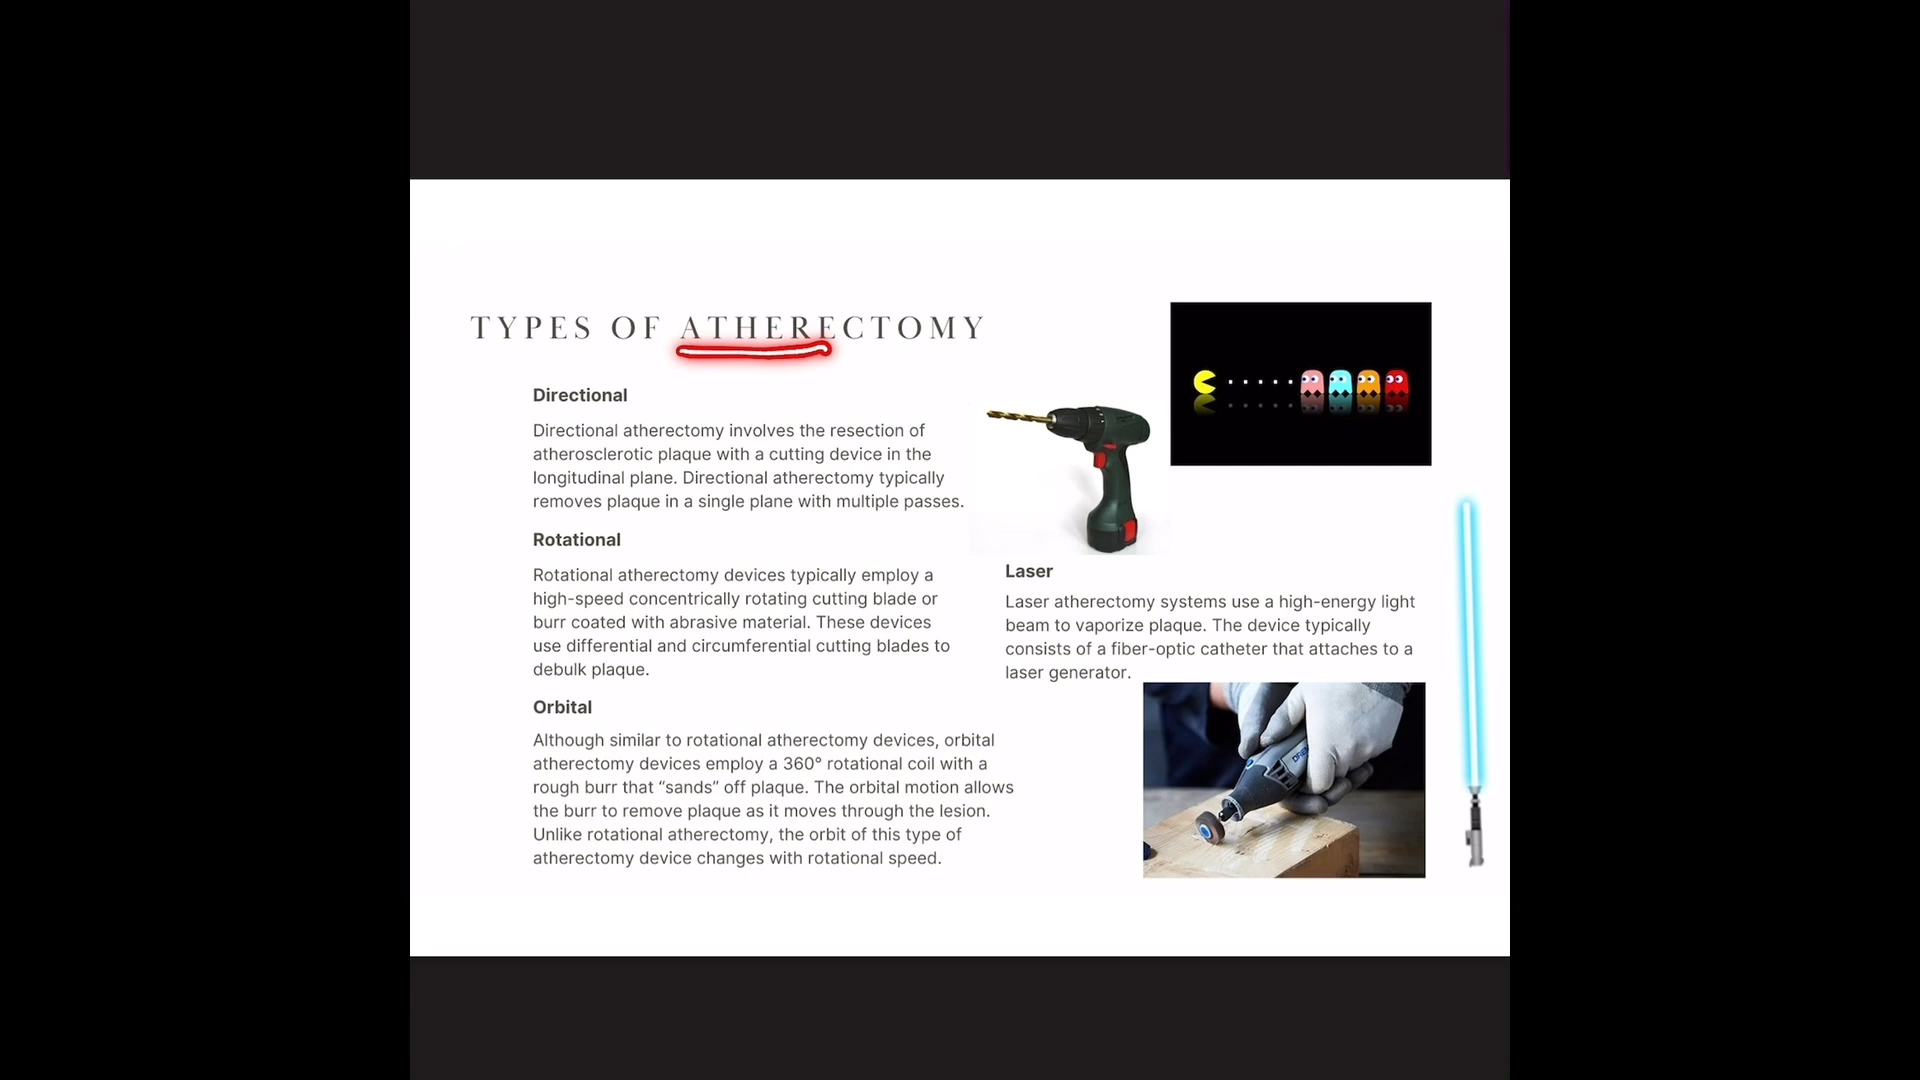 TYPES OF ATHERECTOMY
Directional
Directional atherectomy involves the resection of
atherosclerotic plaque with a cutting device in the
longitudinal plane. Directional atherectomy typically
removes plaque in a single plane with multiple passes.
Rotational
Rotational atherectomy devices typically employ a
high-speed concentrically rotating cutting blade or
burr coated with abrasive material. These devices
use differential and circumferential cutting blades to
debulk plaque.
Orbital
Although similar to rotational atherectomy devices, orbital
atherectomy devices employ a 360° rotational coil with a
rough burr that “sands” off plaque. The orbital motion allows
the burr to remove plaque as it moves through the lesion.
Unlike rotational atherectomy, the orbit of this type of
atherectomy device changes with rotational speed.
Laser
Laser atherectomy systems use a high-energy light
beam to vaporize plaque. The device typically
consists of a fiber-optic catheter that attaches to a
laser generator.